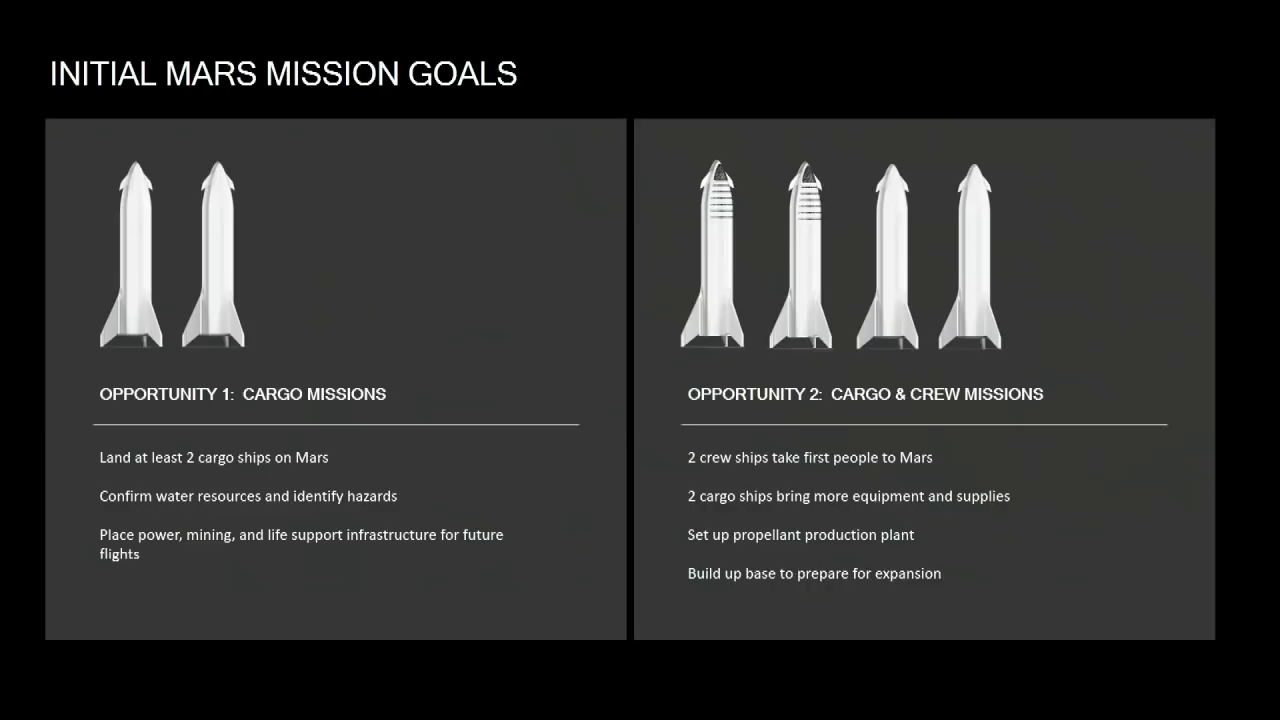 INITIAL MARS MISSION GOALS
OPPORTUNITY 1: CARGO MISSIONS
Land at least 2 cargo ships on Mars
Confirm water resources and identify hazards
Place power, mining, and life support infrastructure for future
flights
OPPORTUNITY 2: CARGO & CREW MISSIONS
2 crew ships take first people to Mars
2 cargo ships bring more equipment and supplies
Set up propellant production plant
Build up base to prepare for expansion